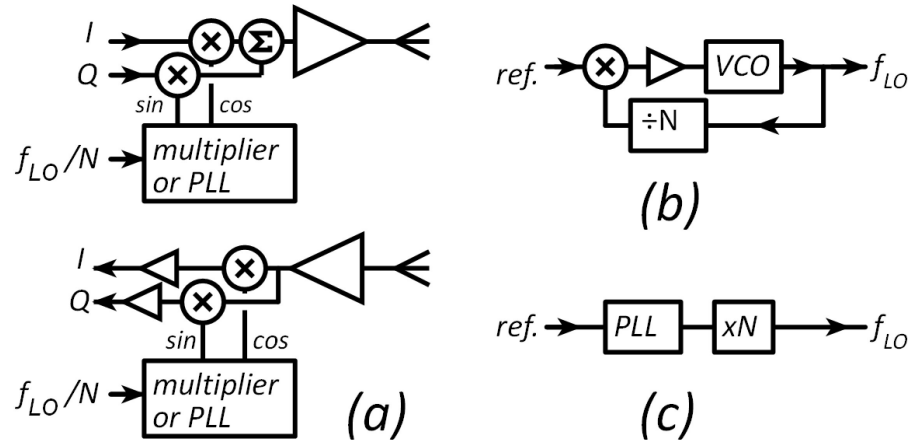 I
Q
Σ
sin cos
f_LO/N
multiplier
or PLL
I
Q
sin cos
f_LO/N
multiplier
or PLL
(a)
ref. VCO f_LO
÷N
(b)
ref. PLL xN f_LO
(c)